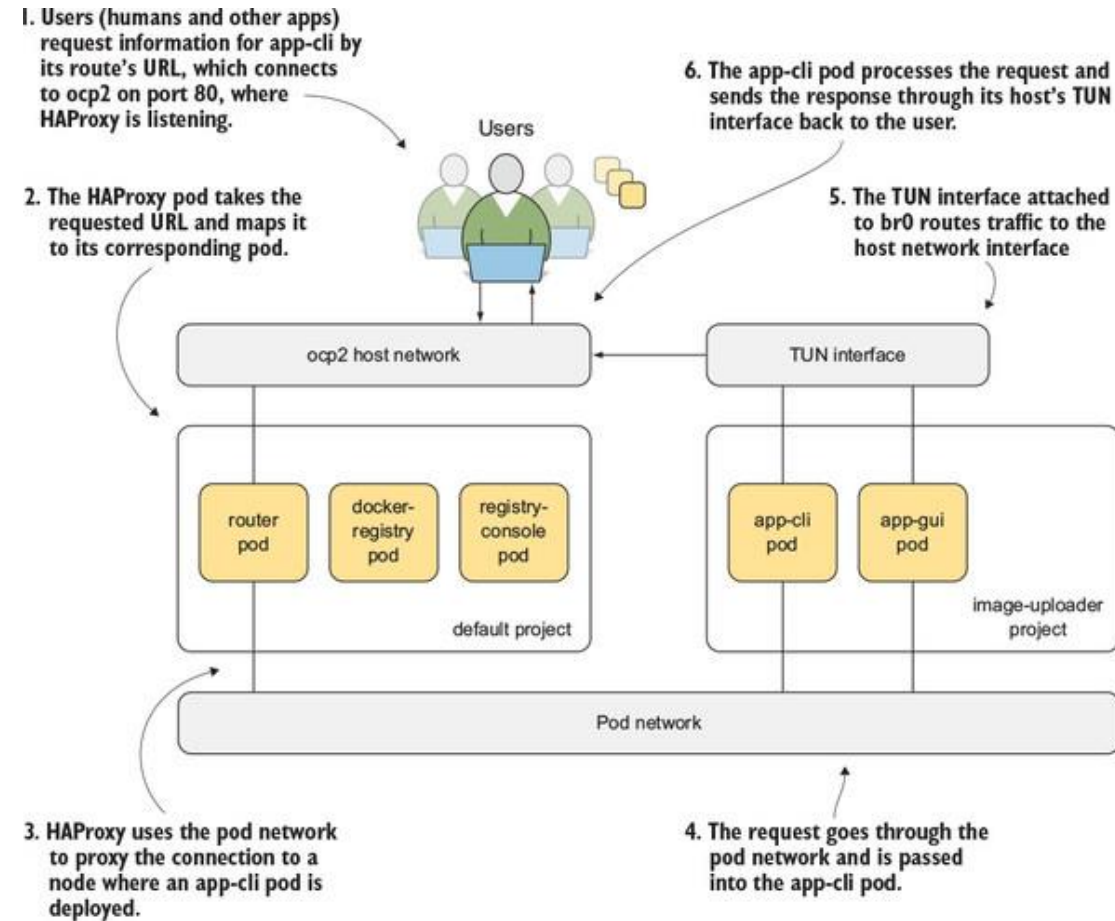 1. Users (humans and other apps)
request information for app-cli by
its route's URL, which connects
to ocp2 on port 80, where
HAProxy is listening.
6. The app-cli pod processes the request and
sends the response through its host's TUN
interface back to the user.
Users
2. The HAProxy pod takes the
requested URL and maps it
to its corresponding pod.
5. The TUN interface attached
to br0 routes traffic to the
host network interface
ocp2 host network
TUN interface
router
pod
docker-
registry
pod
registry-
console
pod
default project
app-cli
pod
app-gui
pod
image-uploader
project
Pod network
3. HAProxy uses the pod network
to proxy the connection to a
node where an app-cli pod is
deployed.
4. The request goes through the
pod network and is passed
into the app-cli pod.